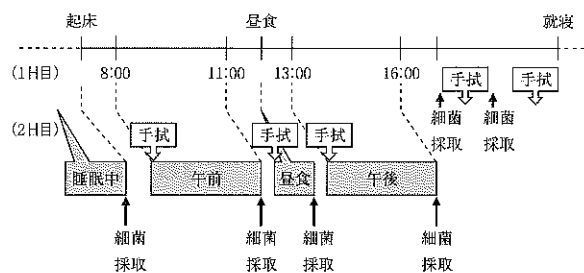 起床 昼食 就寝
(1日目) 8:00 11:00 13:00 16:00 手拭 手拭
細菌 細菌
採取 採取
(2日目) 手拭 手拭 手拭
睡眠中 午前 昼食 午後
細菌 細菌 細菌 細菌
採取 採取 採取 採取